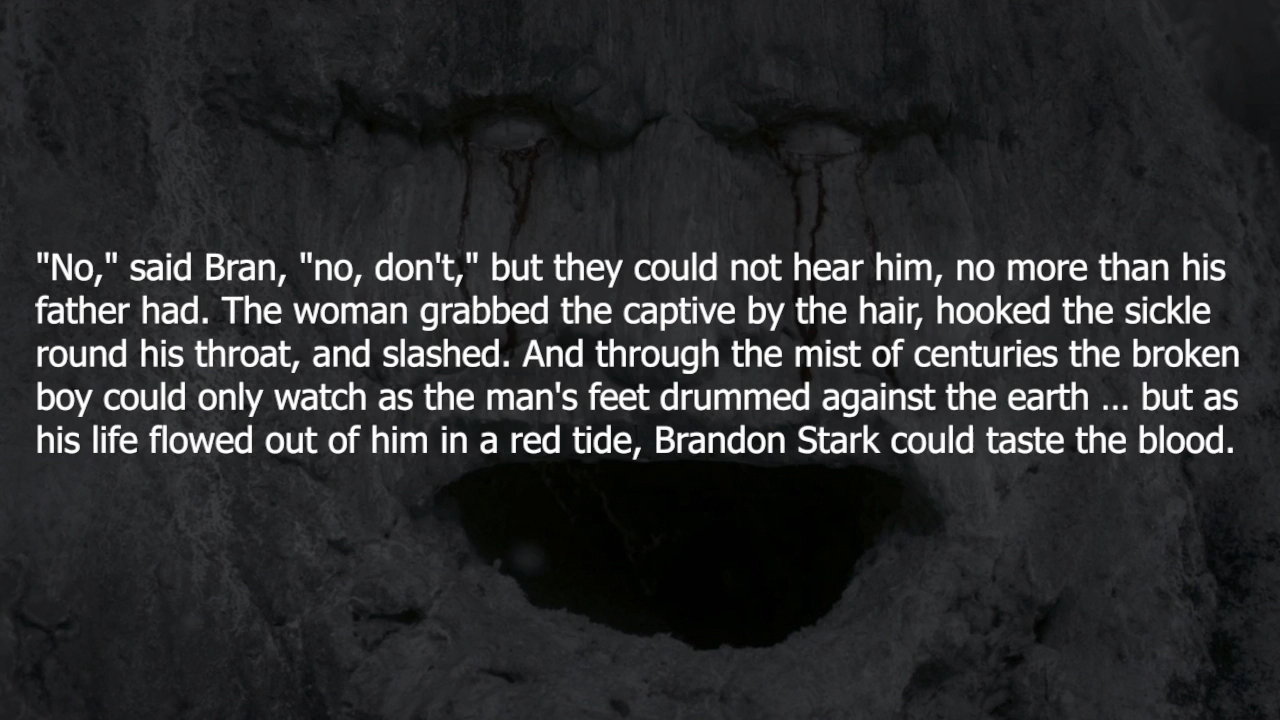 "No," said Bran, "no, don't," but they could not hear him, no more than his
father had. The woman grabbed the captive by the hair, hooked the sickle
round his throat, and slashed. And through the mist of centuries the broken
boy could only watch as the man's feet drummed against the earth ... but as
his life flowed out of him in a red tide, Brandon Stark could taste the blood.